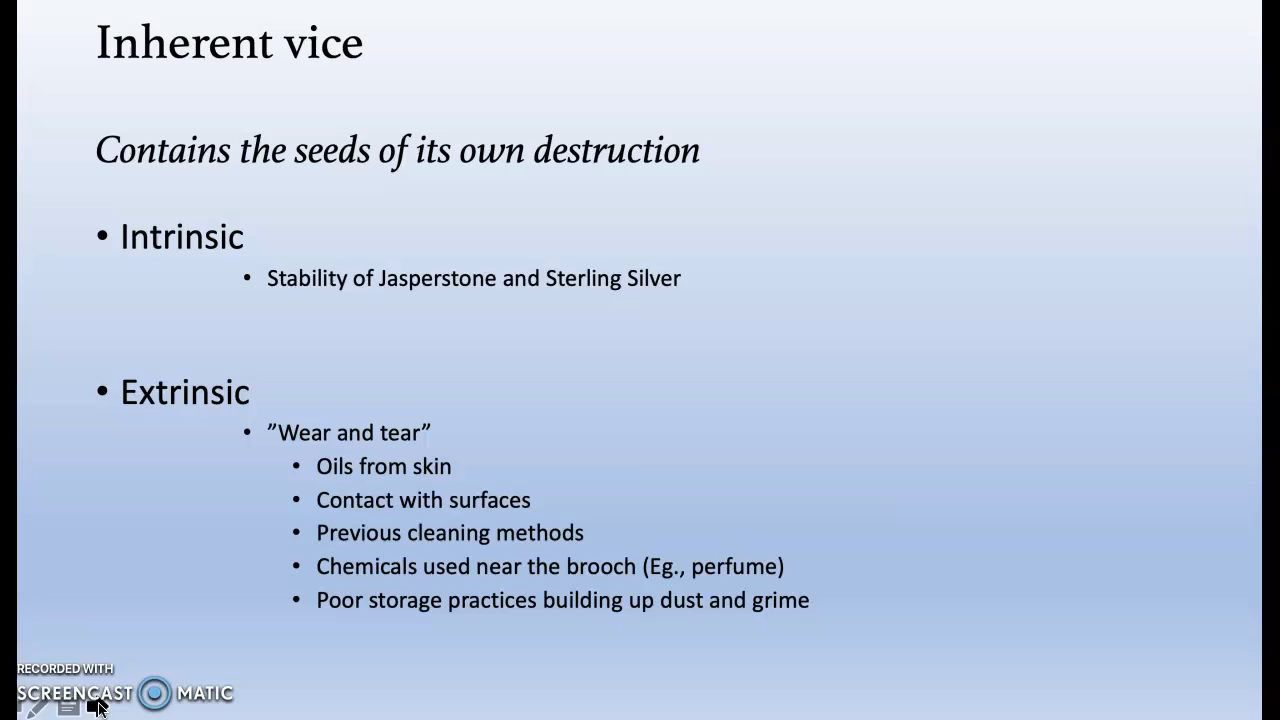 Inherent vice
Contains the seeds of its own destruction
• Intrinsic
• Stability of Jasperstone and Sterling Silver
• Extrinsic
• ”Wear and tear”
• Oils from skin
• Contact with surfaces
• Previous cleaning methods
• Chemicals used near the brooch (Eg., perfume)
• Poor storage practices building up dust and grime
RECORDED WITH
SCREENCAST MATIC